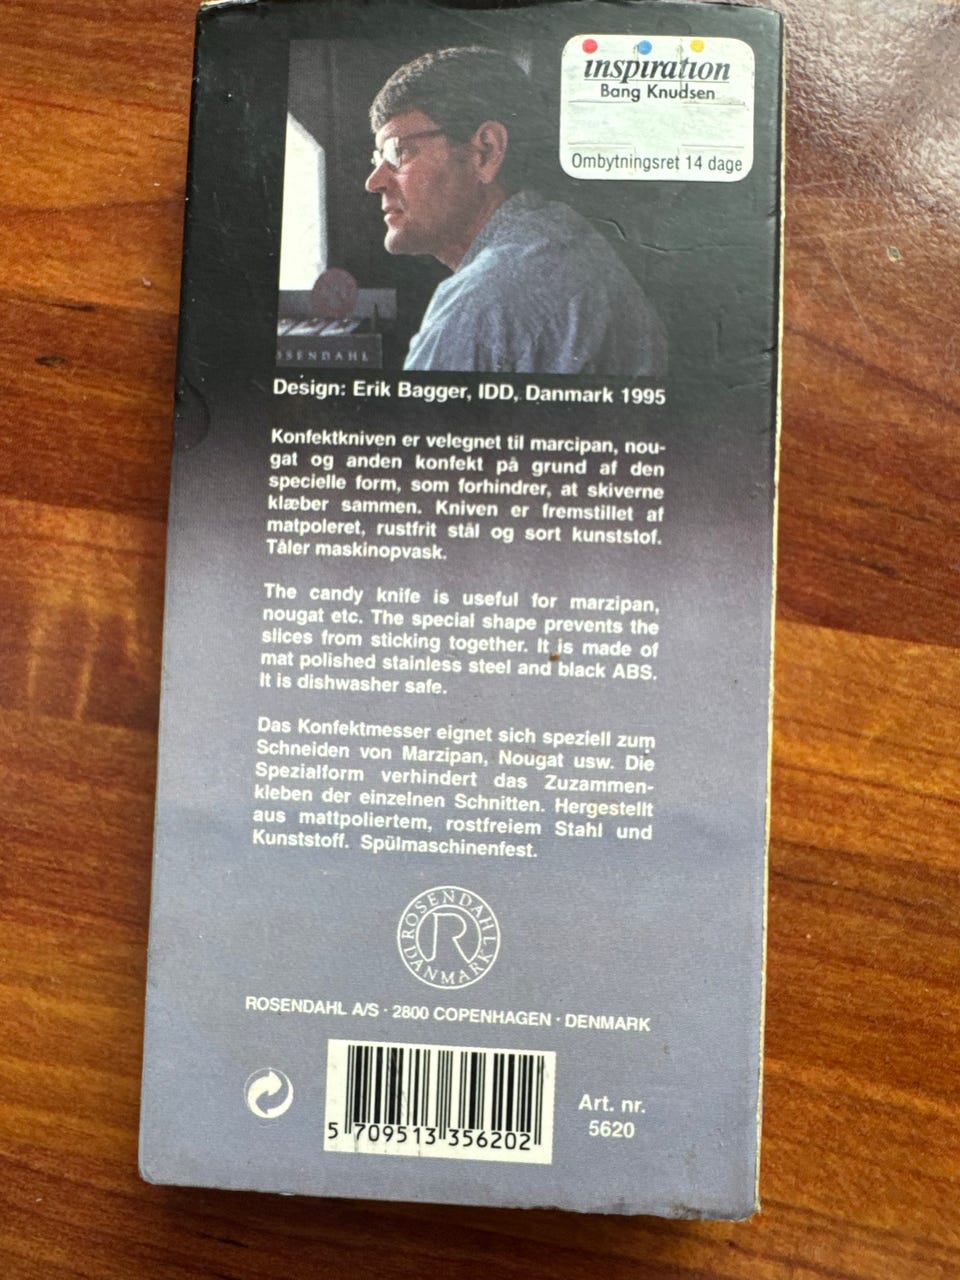 inspiration
Bang Knudsen
Ombytningsret 14 dage
OSENDAHL
Design: Erik Bagger, IDD, Danmark 1995
Konfektkniven er velegnet til marcipan, nou-
gat og anden konfekt på grund af den
specielle form, som forhindrer, at skiverne
klæber sammen. Kniven er fremstillet af
matpoleret, rustfrit stål og sort kunststof.
Tåler maskinopvask.
The candy knife is useful for marzipan,
nougat etc. The special shape prevents the
slices from sticking together. It is made of
mat polished stainless steel and black ABS.
It is dishwasher safe.
Das Konfektmesser eignet sich speziell zum
Schneiden von Marzipan, Nougat usw. Die
Spezialform verhindert das Zuzammen-
kleben der einzelnen Schnitten. Hergestellt
aus mattpoliertem, rostfreiem Stahl und
Kunststoff. Spülmaschinenfest.
ROSENDAHL
R
DANMARK
ROSENDAHL A/S · 2800 COPENHAGEN · DENMARK
5 709513 356202
Art. nr.
5620